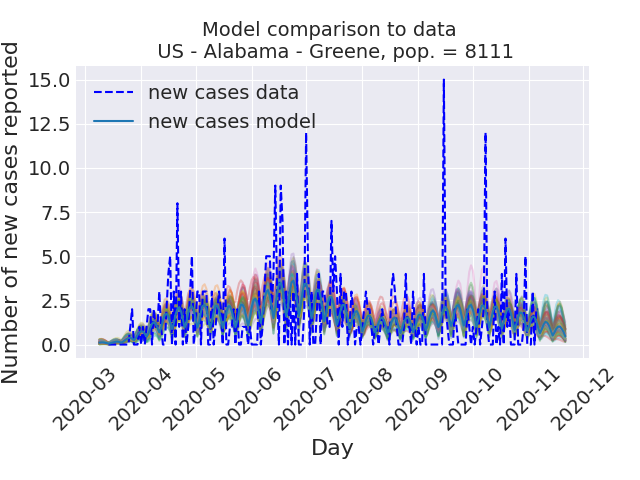 Model comparison to data
US - Alabama - Greene, pop. = 8111
Number of new cases reported
15.0
12.5
10.0
7.5
5.0
2.5
0.0
new cases data
new cases model
2020-03
2020-04
2020-05
2020-06
2020-07
2020-08
2020-09
2020-10
2020-11
2020-12
Day